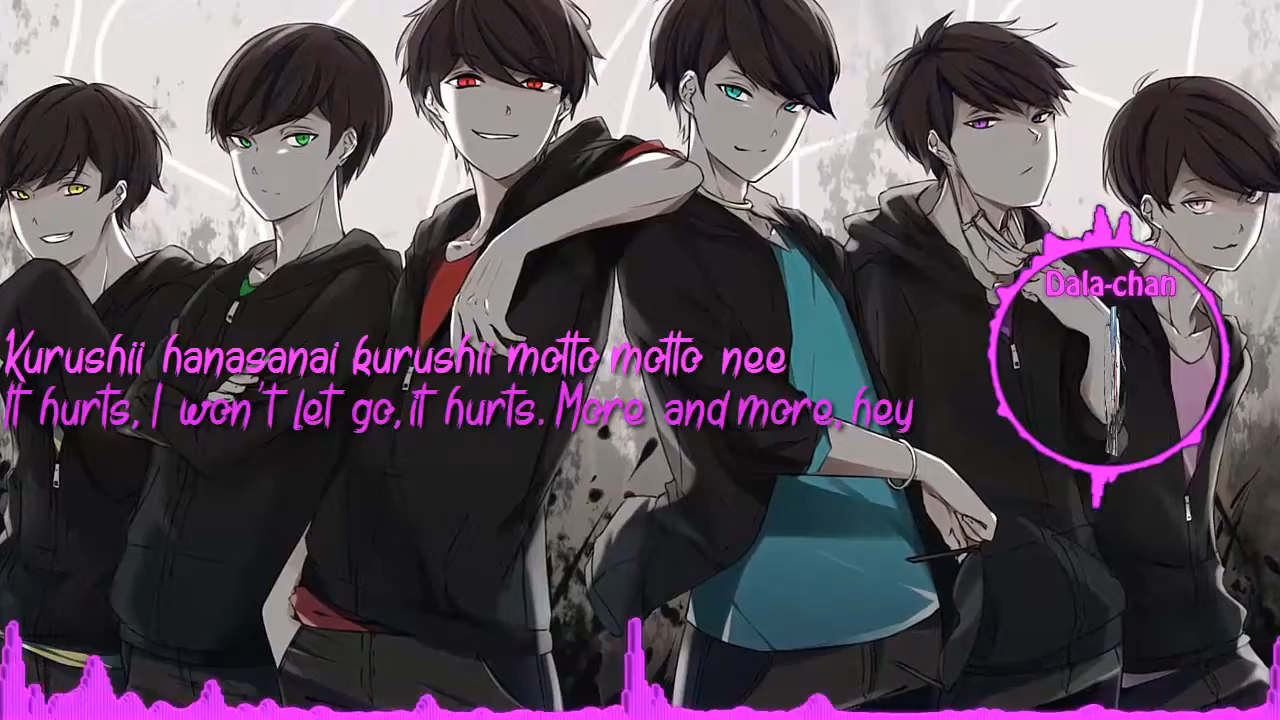 Dala-chan
Kurushii hanasanai kurushii motto motto nee
It hurts, I won't let go, it hurts. More and more, hey